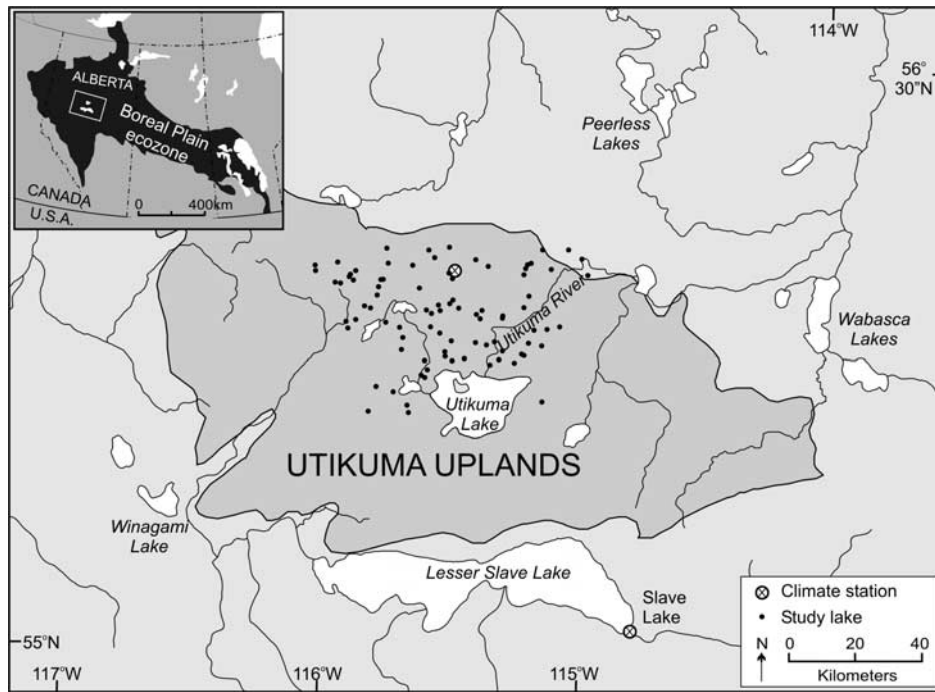 114°W
56°
30"N
ALBERTA
Boreal Plain
ecozone
CANADA
U.S.A.
0 400km
Peerless
Lakes
Utikuma River
Wabasca
Lakes
Utikuma
Lake
UTIKUMA UPLANDS
Winagami
Lake
Lesser Slave Lake
Slave
Lake
Climate station
Study lake
N
0 20 40
Kilometers
55°N
117°W
116°W
115°W